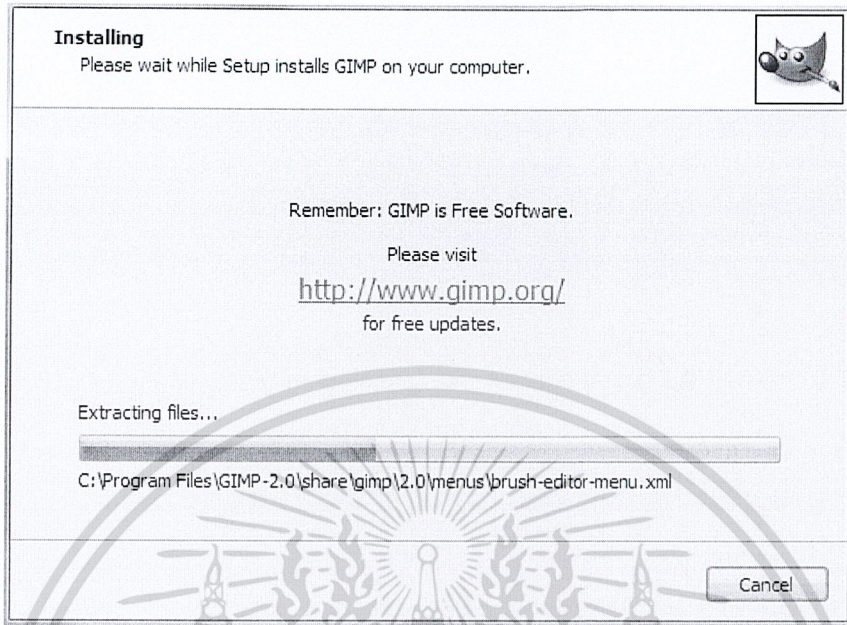 Installing
Please wait while Setup installs GIMP on your computer.
Remember: GIMP is Free Software.
Please visit
http://www.gimp.org/
for free updates.
Extracting files...
C:\Program Files\GIMP-2.0\share\gimp\2.0\menus\brush-editor-menu.xml
Cancel